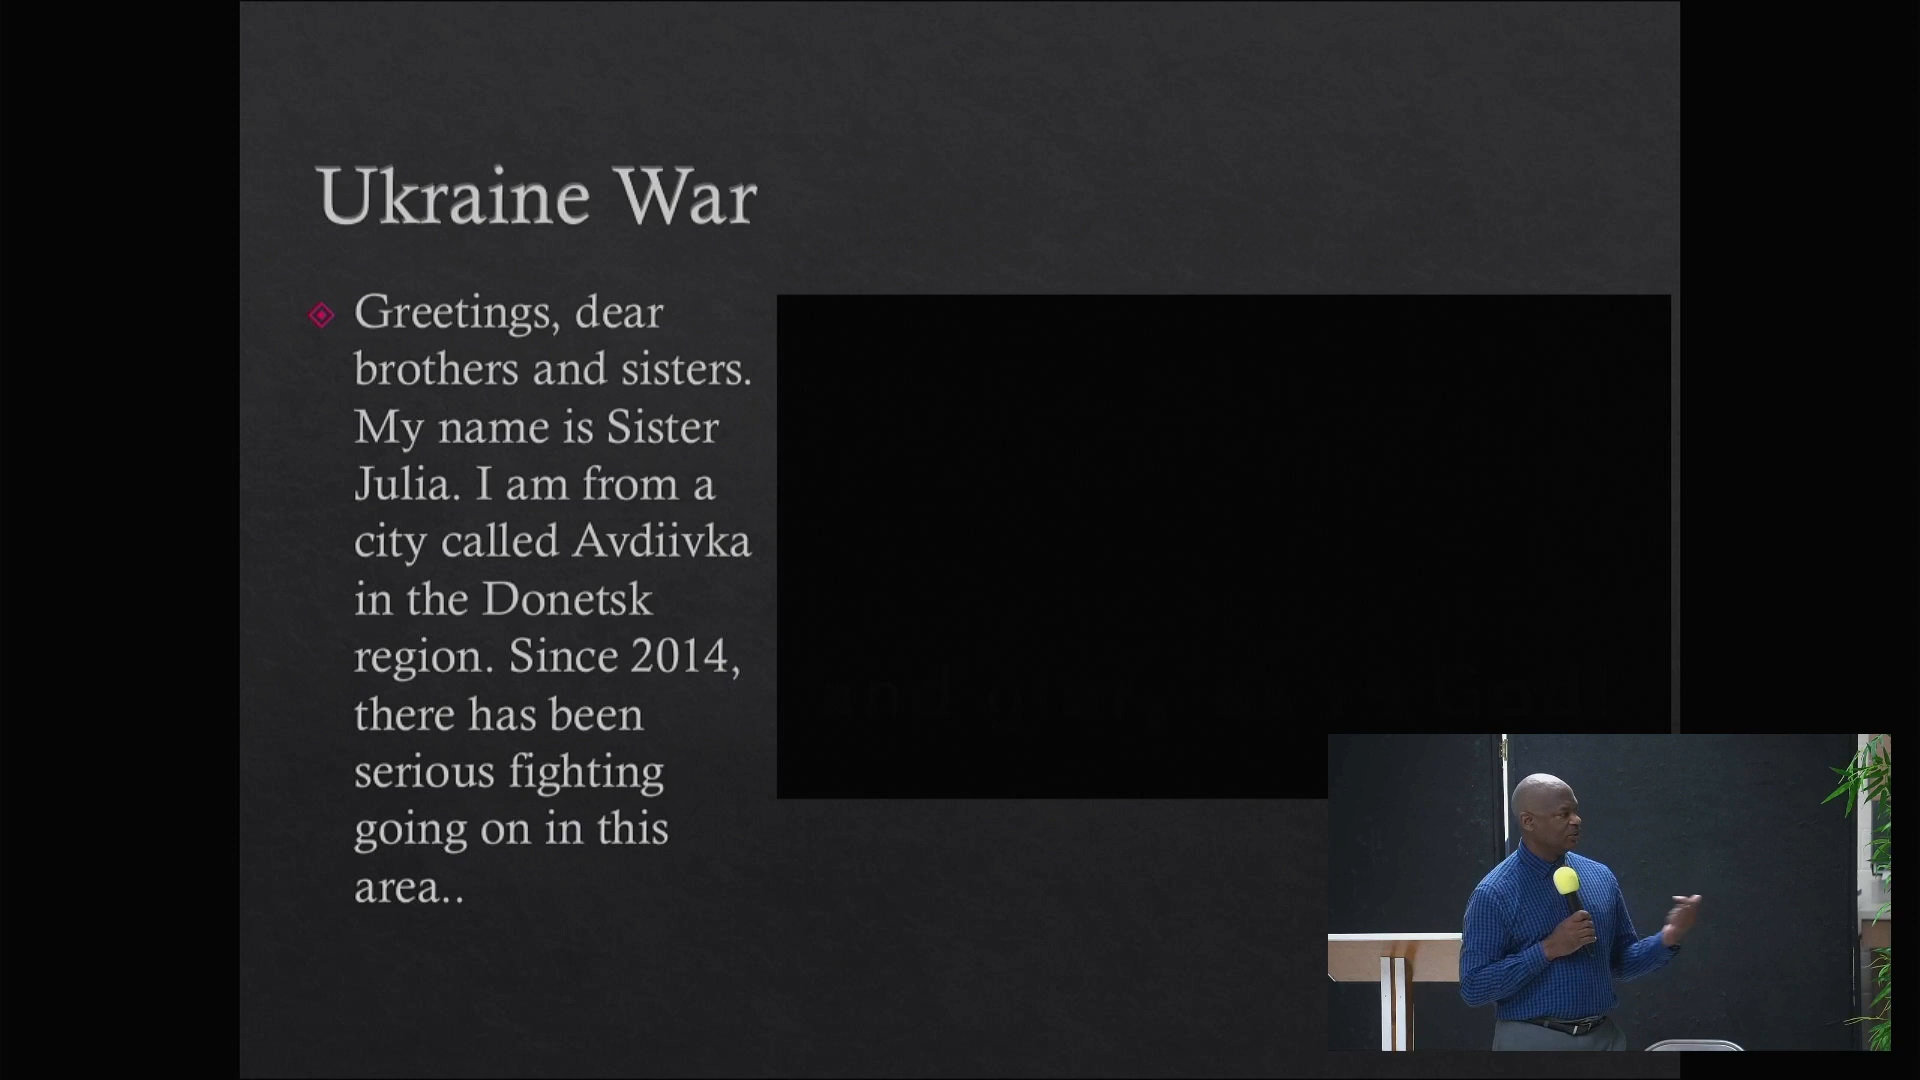 Ukraine War
Greetings, dear
brothers and sisters.
My name is Sister
Julia. I am from a
city called Avdiivka
in the Donetsk
region. Since 2014,
there has been
serious fighting
going on in this
area..